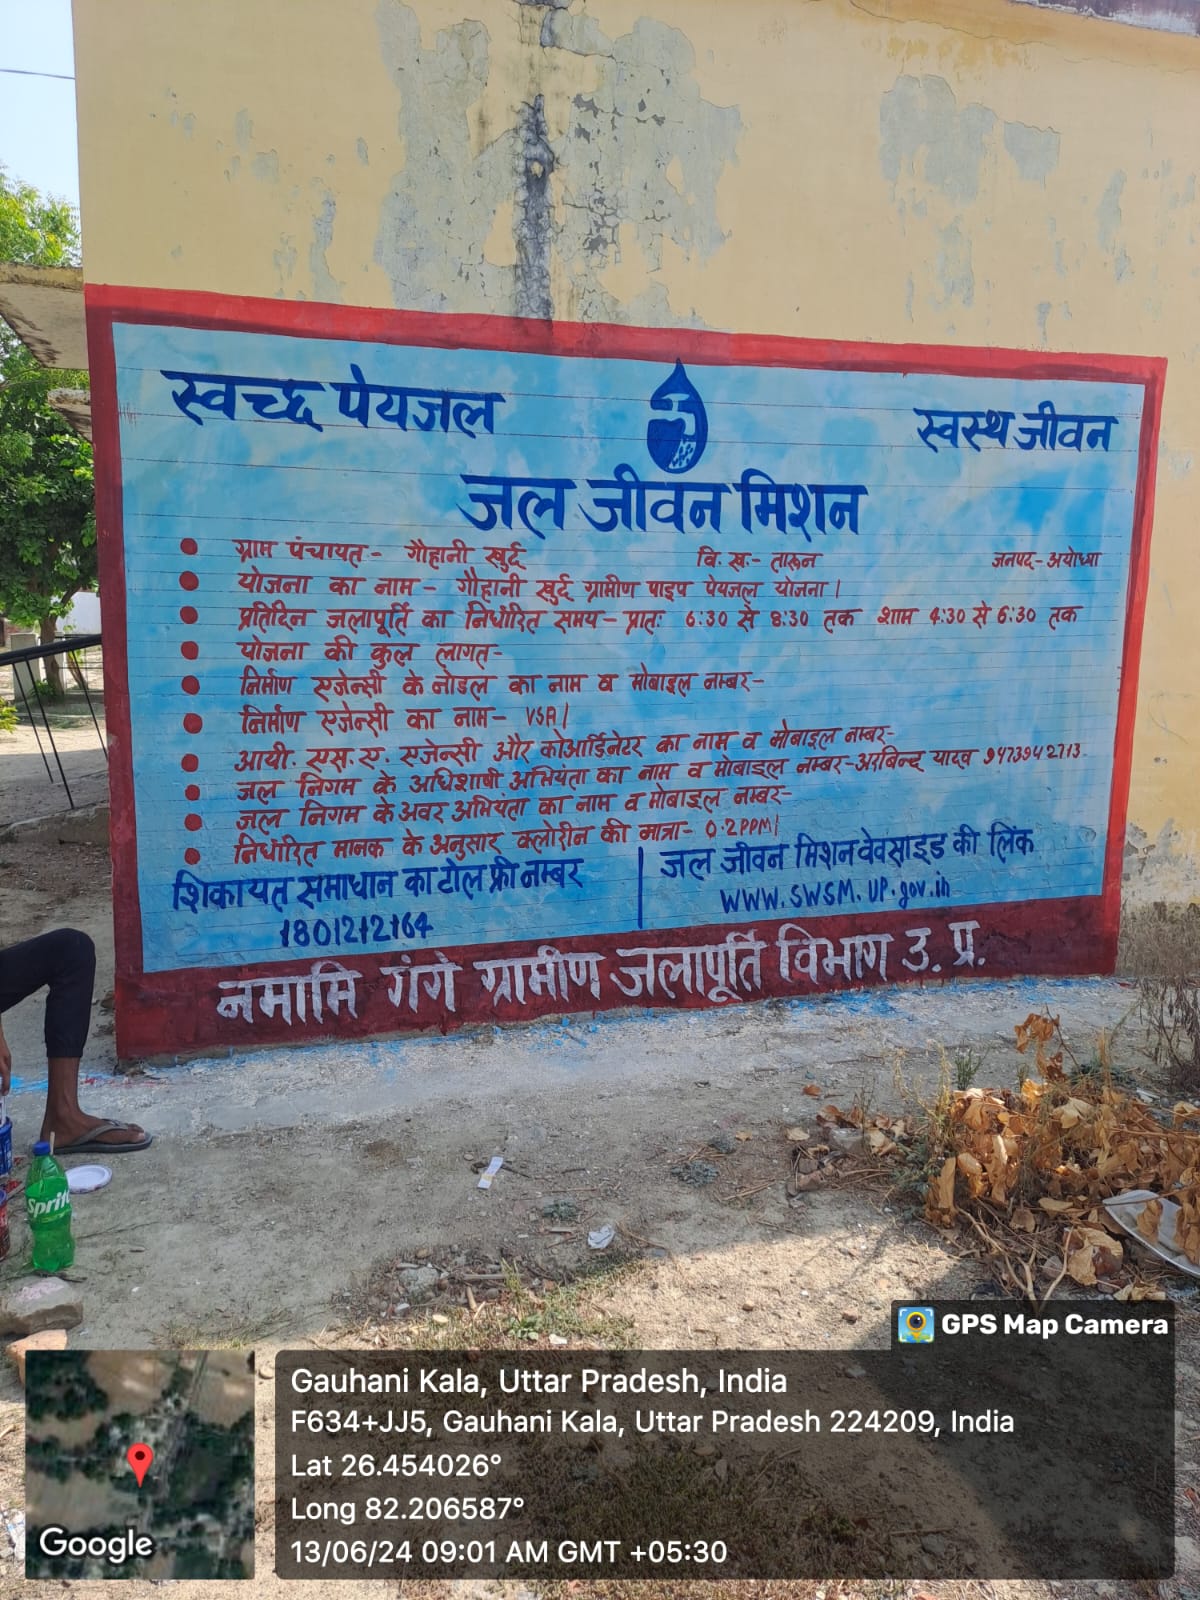 स्वच्छ पेयजल
स्वस्थ जीवन
जल जीवन मिशन
ग्राम पंचायत- गौहानी खुर्द वि. ख.- तारून जनपद- अयोध्या
योजना का नाम- गौहानी खुर्द ग्रामीण पाइप पेयजल योजना।
प्रतिदिन जलापूर्ति का निर्धारित समय- प्रातः 6:30 से 8:30 तक शाम 4:30 से 6:30 तक
योजना की कुल लागत-
निर्माण एजेन्सी के नोडल का नाम व मोबाइल नम्बर-
निर्माण एजेन्सी का नाम- VSA।
आयी. एस. ए. एजेन्सी और कोआर्डिनेटर का नाम व मोबाइल नम्बर-
जल निगम के अधिशाषी अभियंता का नाम व मोबाइल नम्बर- अरबिन्द यादव 9473942713
जल निगम के अवर अभियंता का नाम व मोबाइल नम्बर-
निर्धारित मानक के अनुसार क्लोरीन की मात्रा- 0.2PPM।
शिकायत समाधान का टोल फ्री नम्बर
1801212164
जल जीवन मिशन वेवसाइड की लिंक
WWW.SWSM.UP.gov.in
नमामि गंगे ग्रामीण जलापूर्ति विभाग उ. प्र.
Sprite
GPS Map Camera
Gauhani Kala, Uttar Pradesh, India
F634+JJ5, Gauhani Kala, Uttar Pradesh 224209, India
Lat 26.454026°
Long 82.206587°
13/06/24 09:01 AM GMT +05:30
Google